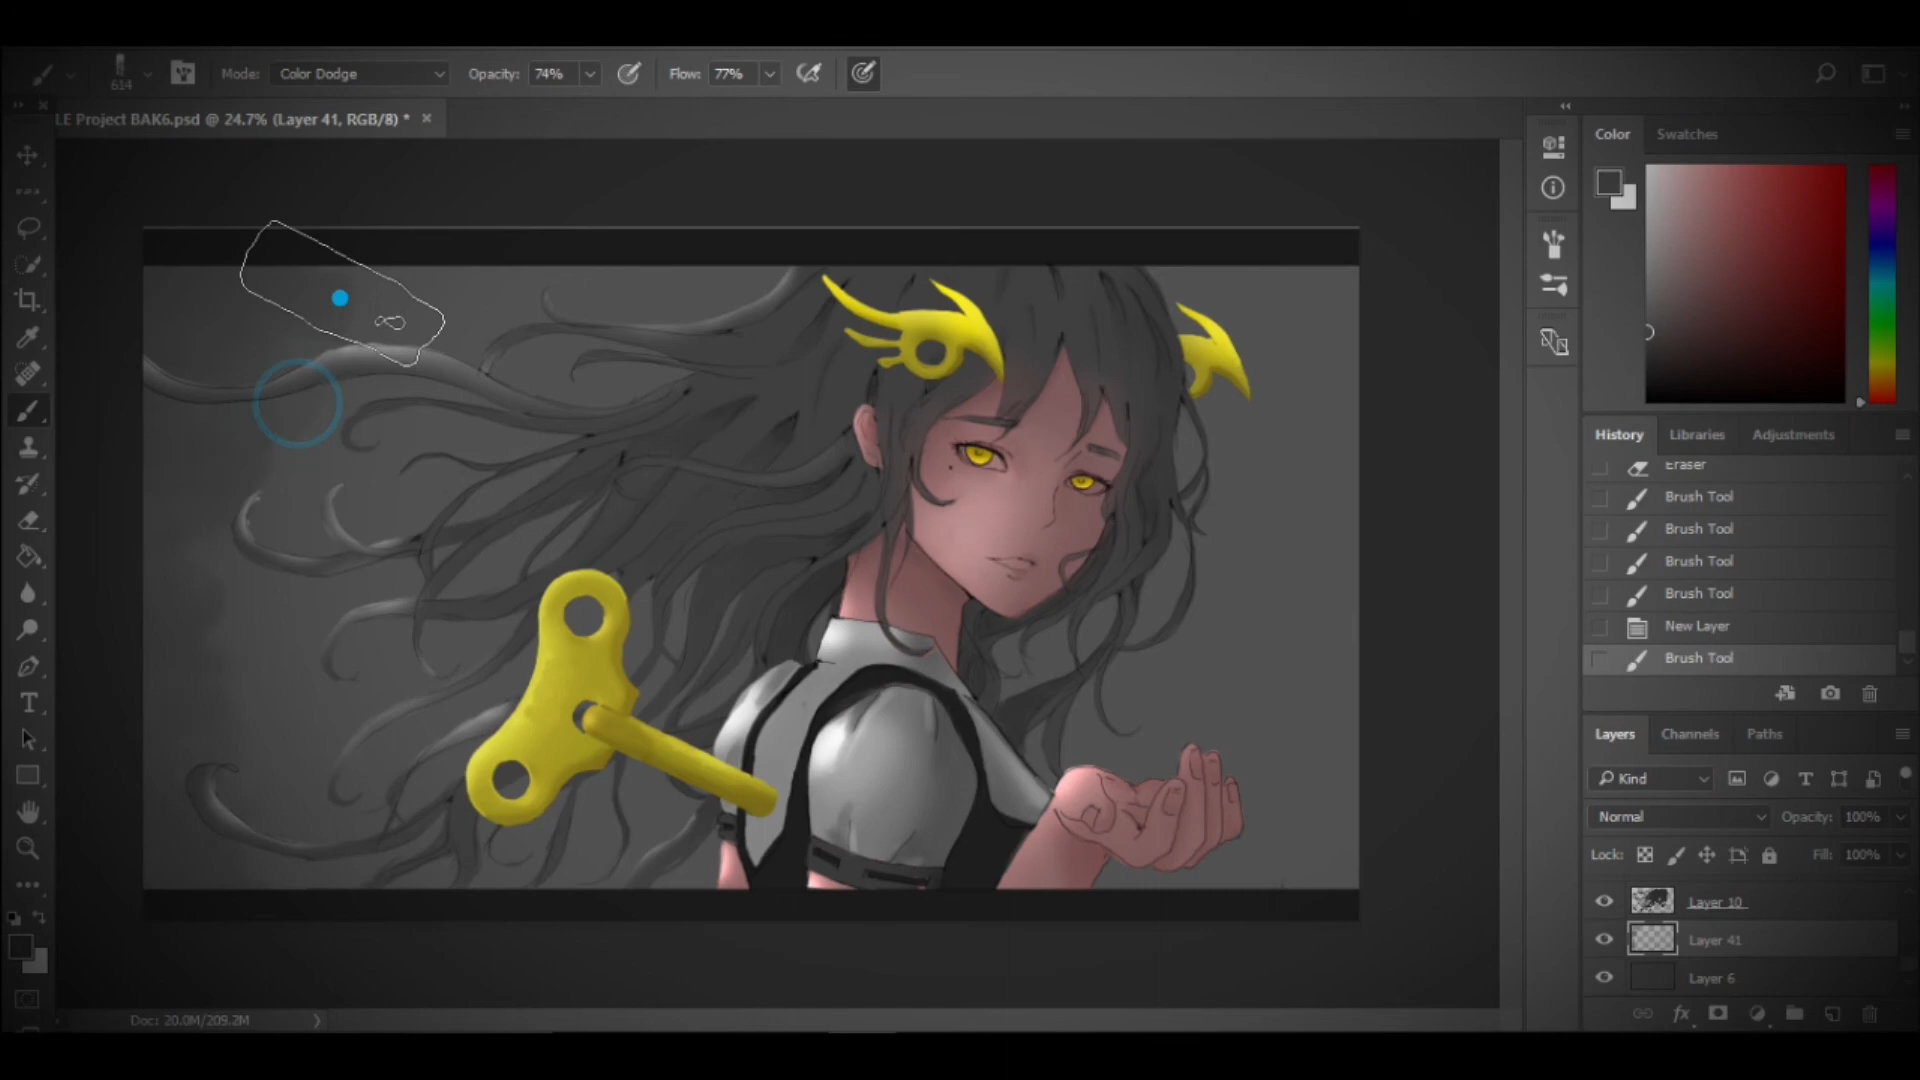 614
Mode: Color Dodge Opacity: 74% Flow: 77%
LE Project BAK6.psd @ 24.7% (Layer 41, RGB/8) *
Color Swatches
History Libraries Adjustments
Eraser
Brush Tool
Brush Tool
Brush Tool
Brush Tool
New Layer
Brush Tool
Layers Channels Paths
Kind
Normal Opacity: 100%
Lock: Fill: 100%
Layer 10
Layer 41
Layer 6
Doc: 20.0M/209.2M